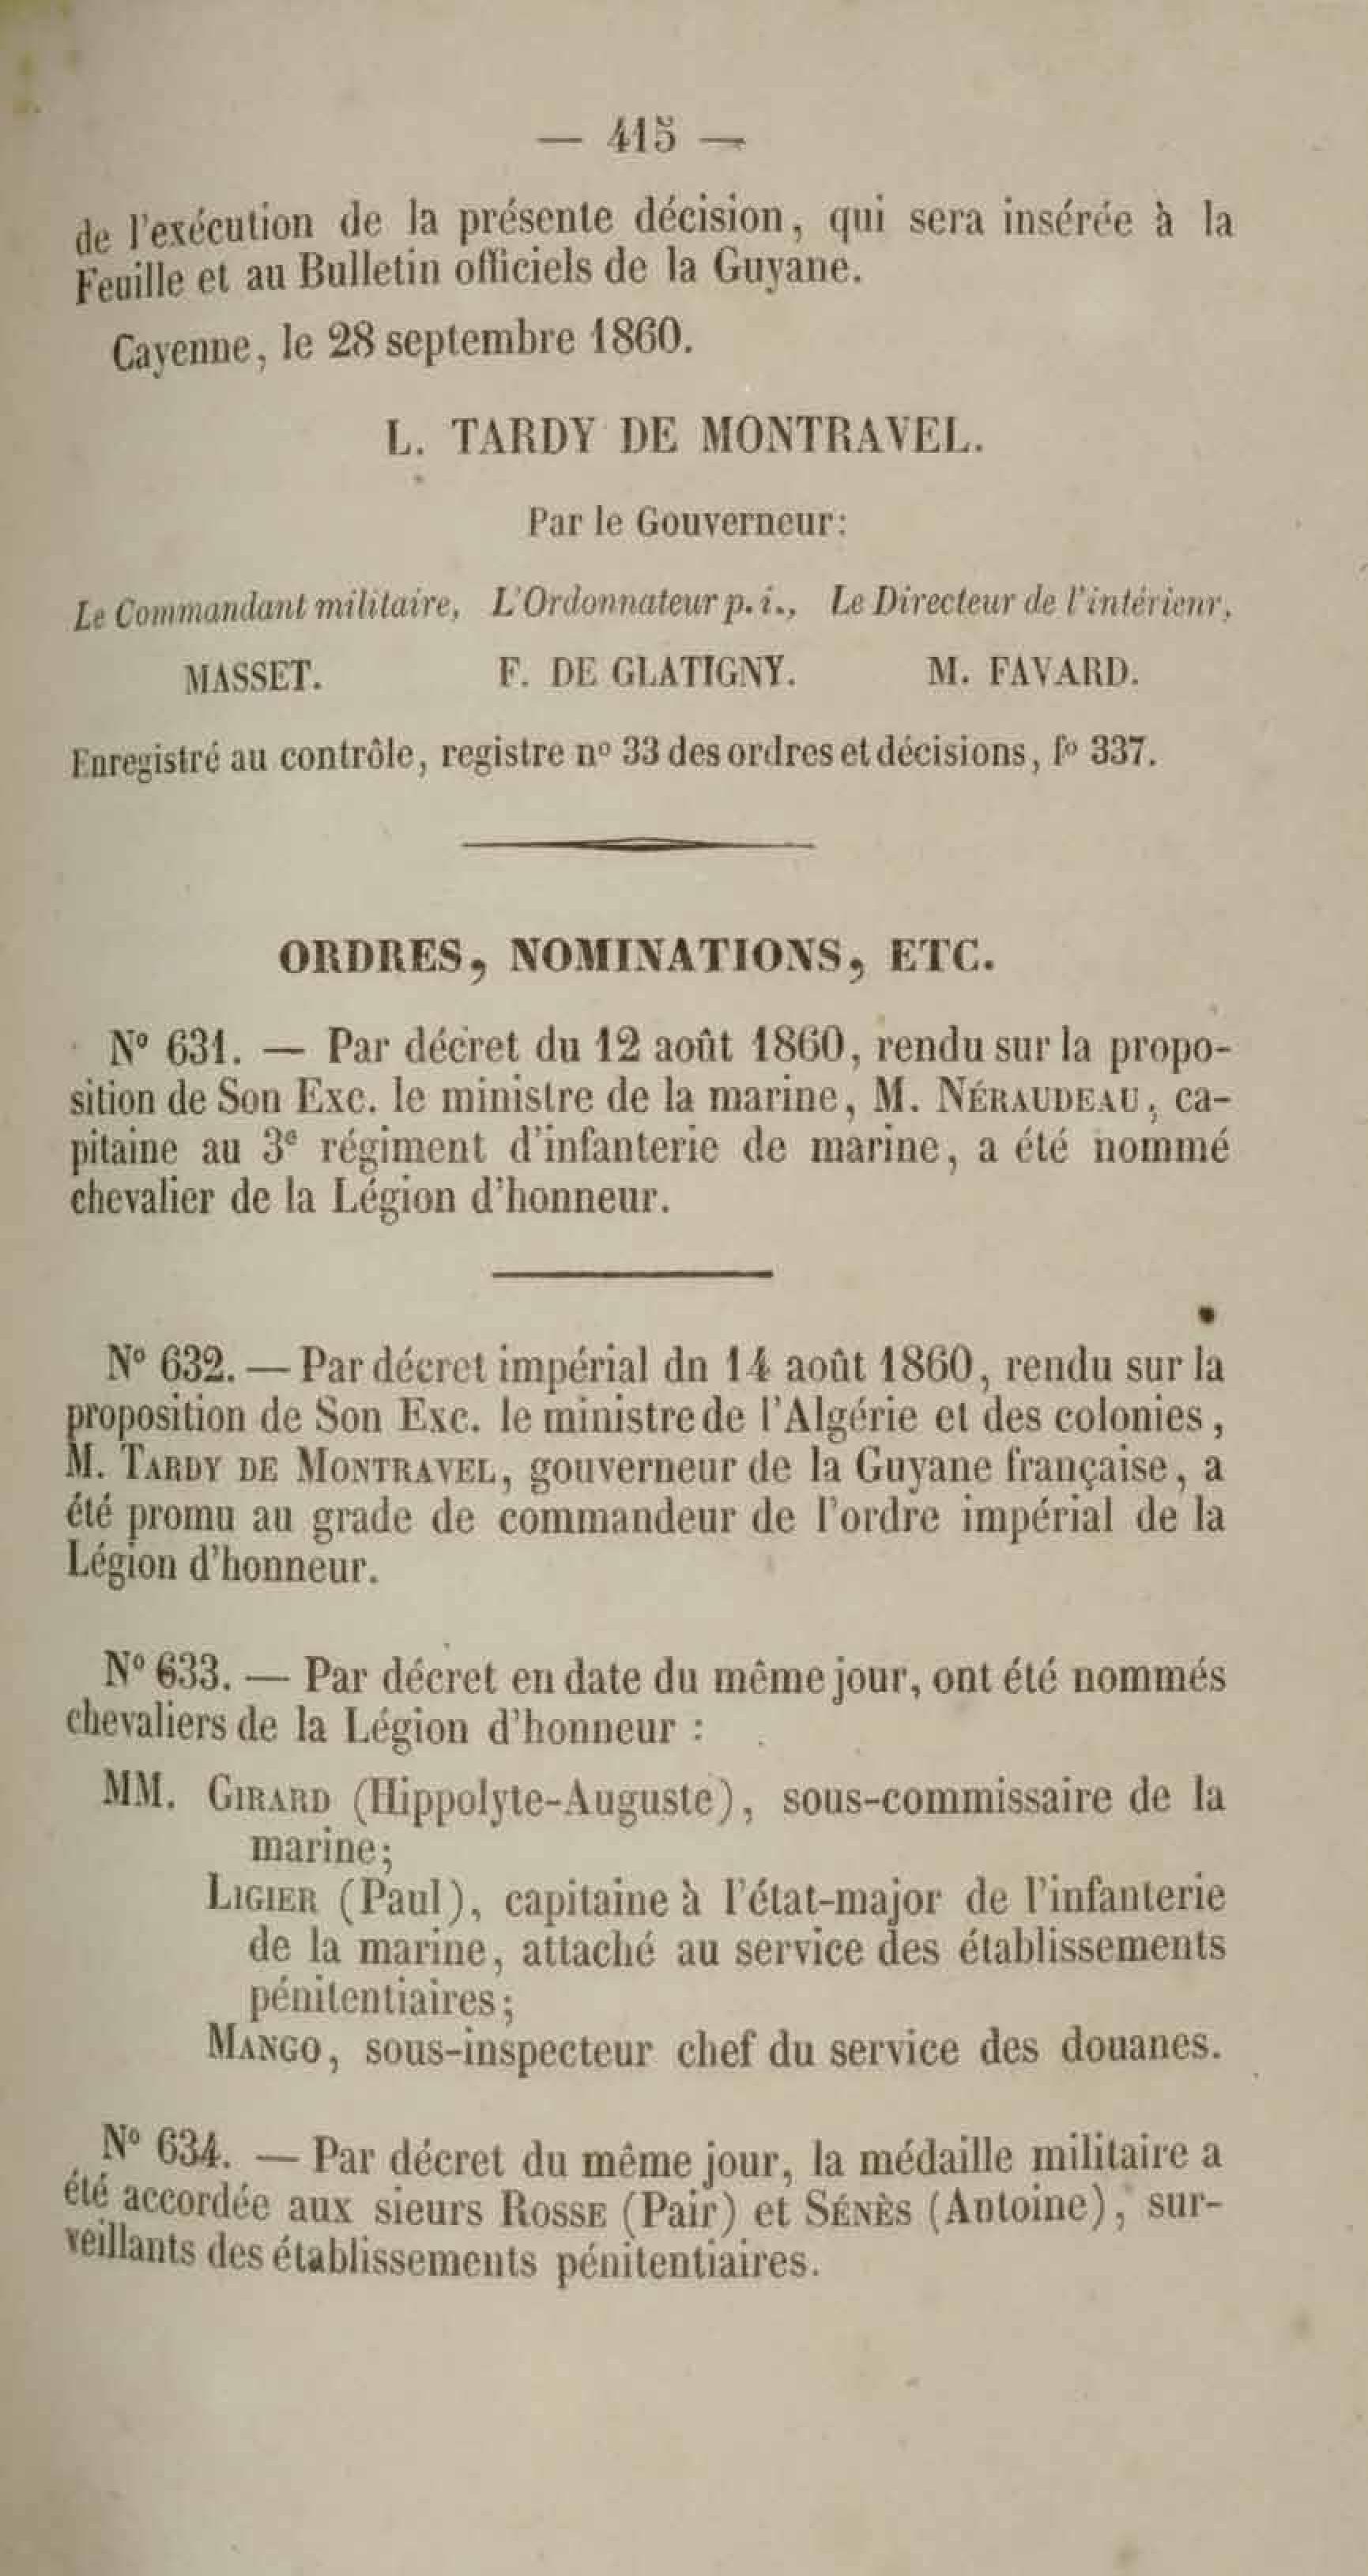 — 415 —
de l'exécution de la présente décision, qui sera insérée à la
Feuille et au Bulletin officiels de la Guyane.
Cayenne, le 28 septembre 1860.
L. TARDY DE MONTRAVEL.
Par le Gouverneur:
Le Commandant militaire, L'Ordonnateur p. i., Le Directeur de l'intérieur,
MASSET. F. DE GLATIGNY. M. FAVARD.
Enregistré au contrôle, registre nº 33 des ordres et décisions, fº 337.
ORDRES, NOMINATIONS, ETC.
Nº 631. — Par décret du 12 août 1860, rendu sur la propo-
sition de Son Exc. le ministre de la marine, M. NÉRAUDEAU, ca-
pitaine au 3e régiment d'infanterie de marine, a été nommé
chevalier de la Légion d'honneur.
Nº 632. — Par décret impérial dn 14 août 1860, rendu sur la
proposition de Son Exc. le ministre de l'Algérie et des colonies,
M. TARDY DE MONTRAVEL, gouverneur de la Guyane française, a
été promu au grade de commandeur de l'ordre impérial de la
Légion d'honneur.
Nº 633. — Par décret en date du même jour, ont été nommés
chevaliers de la Légion d'honneur :
MM. GIRARD (Hippolyte-Auguste), sous-commissaire de la
marine;
LIGIER (Paul), capitaine à l'état-major de l'infanterie
de la marine, attaché au service des établissements
pénitentiaires;
MANGO, sous-inspecteur chef du service des douanes.
Nº 634. — Par décret du même jour, la médaille militaire a
été accordée aux sieurs ROSSE (Pair) et SÉNÈS (Antoine), sur-
veillants des établissements pénitentiaires.